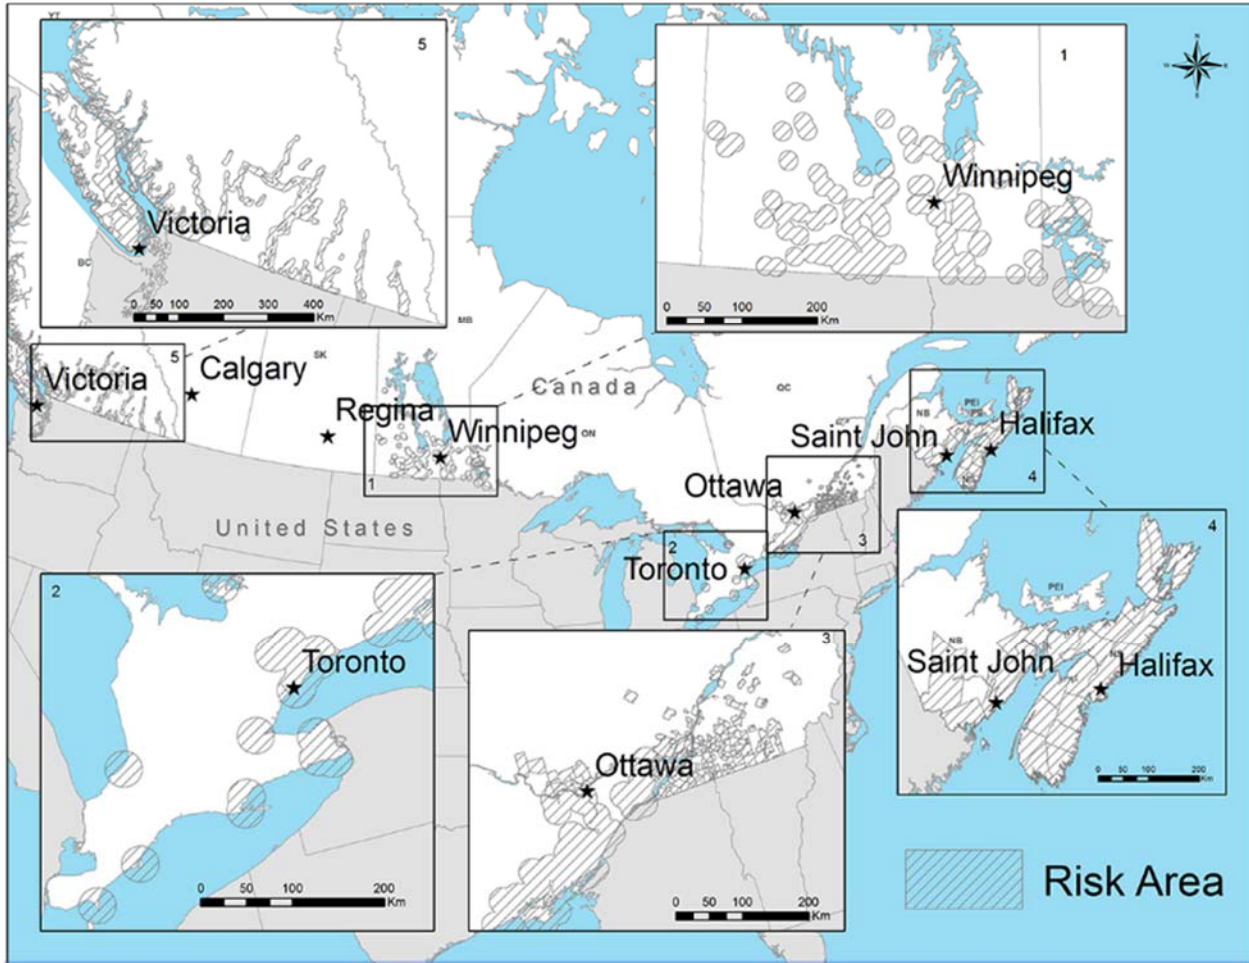 YT
5
Victoria
BC
0 50 100 200 300 400
Km
1
Winnipeg
0 50 100 200
Km
N
W E
S
MB
SK
5
Victoria
Calgary
Regina
Winnipeg
1
Canada
ON
QC
United States
Ottawa
3
2
Toronto
NB
PEI
Saint John
Halifax
NS
4
2
Toronto
0 50 100 200
Km
3
Ottawa
0 50 100 200
Km
4
PEI
NB
NS
Saint John
Halifax
0 50 100 200
Km
Risk Area